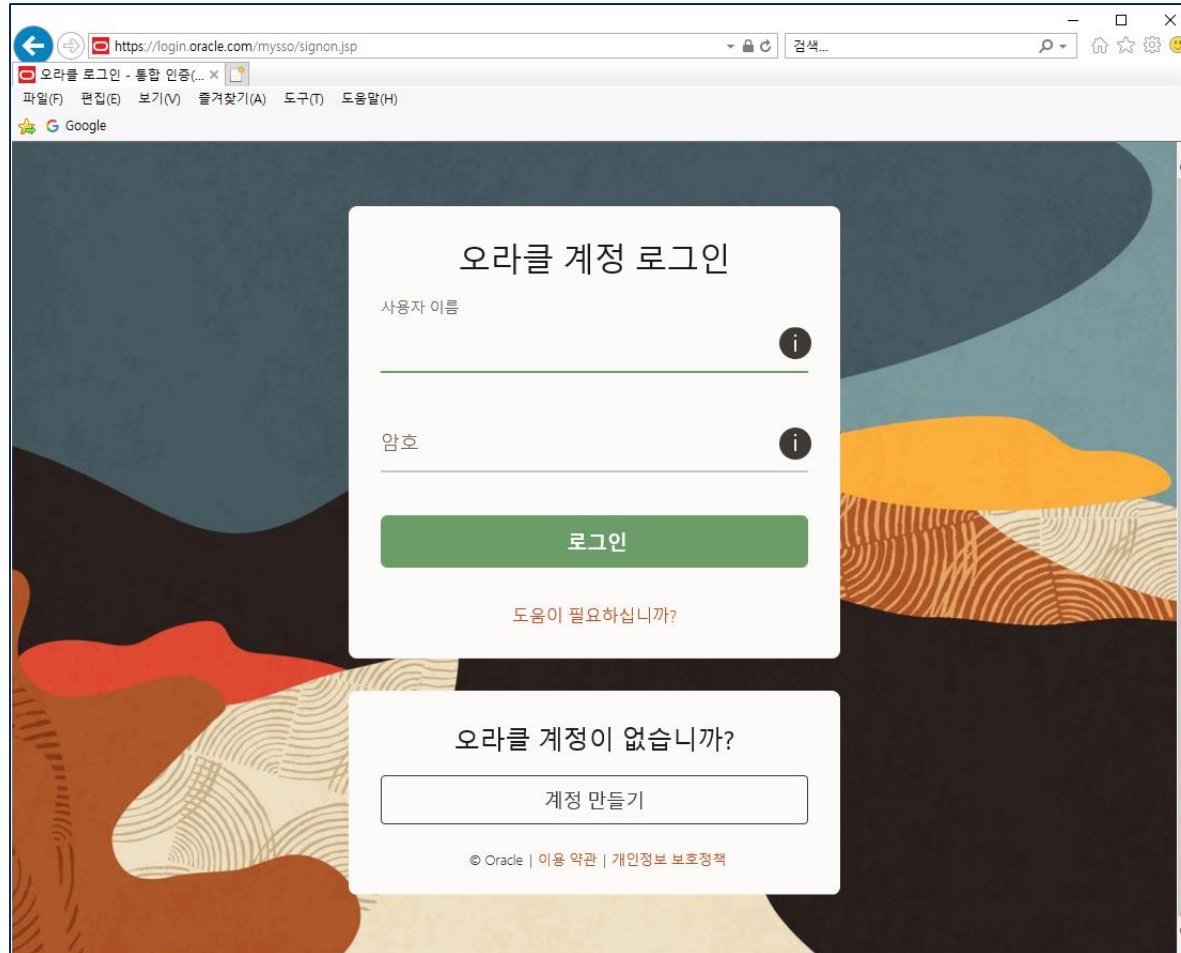 https://login.oracle.com/mysso/signon.jsp
검색...
오라클 로그인 - 통합 인증(...
파일(F) 편집(E) 보기(V) 즐겨찾기(A) 도구(T) 도움말(H)
Google
오라클 계정 로그인
사용자 이름
i
암호
i
로그인
도움이 필요하십니까?
오라클 계정이 없습니까?
계정 만들기
© Oracle | 이용 약관 | 개인정보 보호정책